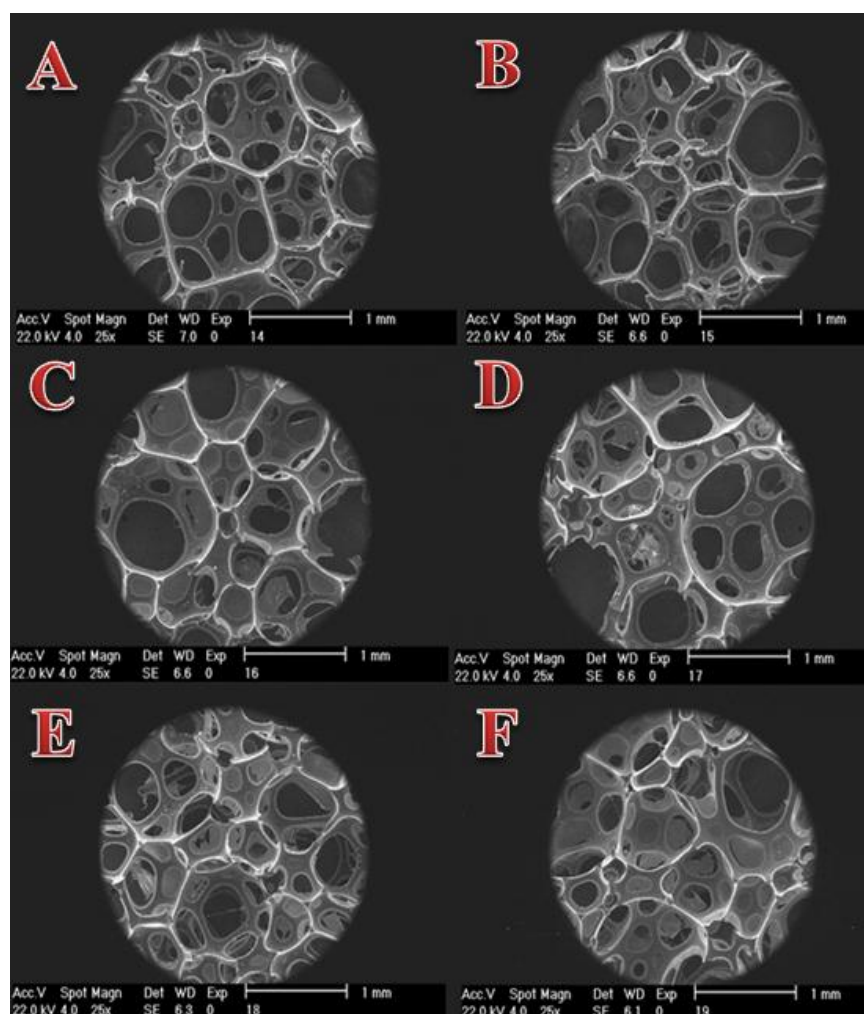 A
B
Acc.V Spot Magn Det WD Exp 1 mm
22.0 kV 4.0 25x SE 7.0 0 14
Acc.V Spot Magn Det WD Exp 1 mm
22.0 kV 4.0 25x SE 6.6 0 15
C
D
Acc.V Spot Magn Det WD Exp 1 mm
22.0 kV 4.0 25x SE 6.6 0 16
Acc.V Spot Magn Det WD Exp 1 mm
22.0 kV 4.0 25x SE 6.6 0 17
E
F
Acc.V Spot Magn Det WD Exp 1 mm
22.0 kV 4.0 25x SE 6.3 0 18
Acc.V Spot Magn Det WD Exp 1 mm
22.0 kV 4.0 25x SE 6.1 0 19